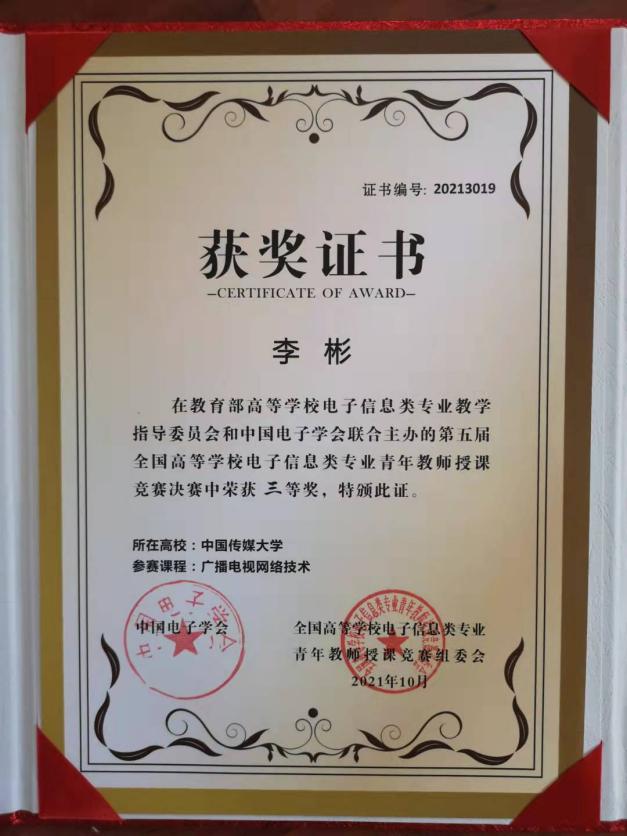 证书编号: 20213019
获奖证书
—CERTIFICATE OF AWARD—
李 彬
在教育部高等学校电子信息类专业教学
指导委员会和中国电子学会联合主办的第五届
全国高等学校电子信息类专业青年教师授课
竞赛决赛中荣获 三等奖，特颁此证。
所在高校：中国传媒大学
参赛课程：广播电视网络技术
中国电子学会
中国电子学会
全国高等学校电子信息类专业
青年教师授课竞赛组委会
2021年10月